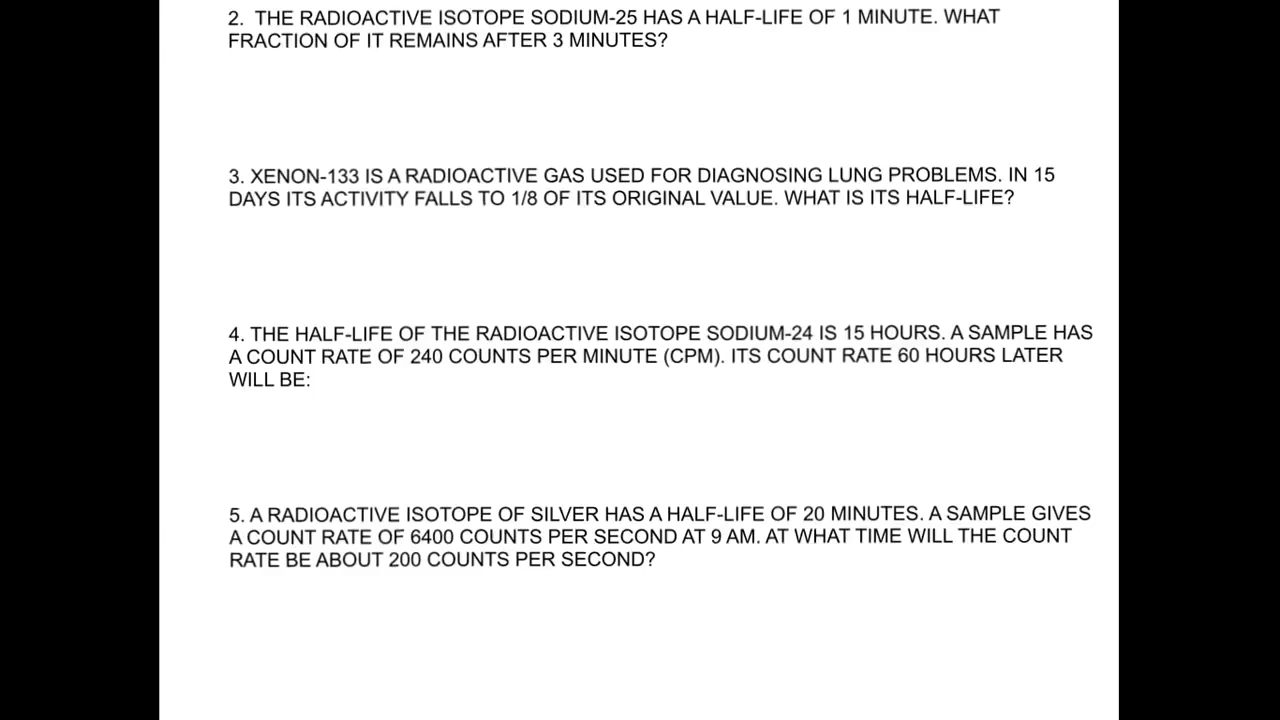 2.  THE RADIOACTIVE ISOTOPE SODIUM-25 HAS A HALF-LIFE OF 1 MINUTE. WHAT
FRACTION OF IT REMAINS AFTER 3 MINUTES?
3. XENON-133 IS A RADIOACTIVE GAS USED FOR DIAGNOSING LUNG PROBLEMS. IN 15
DAYS ITS ACTIVITY FALLS TO 1/8 OF ITS ORIGINAL VALUE. WHAT IS ITS HALF-LIFE?
4. THE HALF-LIFE OF THE RADIOACTIVE ISOTOPE SODIUM-24 IS 15 HOURS. A SAMPLE HAS
A COUNT RATE OF 240 COUNTS PER MINUTE (CPM). ITS COUNT RATE 60 HOURS LATER
WILL BE:
5. A RADIOACTIVE ISOTOPE OF SILVER HAS A HALF-LIFE OF 20 MINUTES. A SAMPLE GIVES
A COUNT RATE OF 6400 COUNTS PER SECOND AT 9 AM. AT WHAT TIME WILL THE COUNT
RATE BE ABOUT 200 COUNTS PER SECOND?